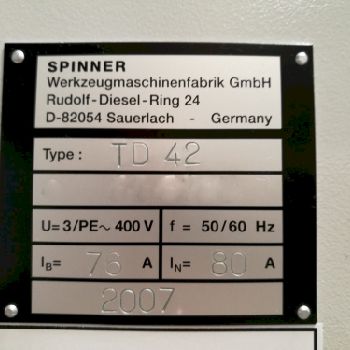 SPINNER
Werkzeugmaschinenfabrik GmbH
Rudolf-Diesel-Ring 24
D-82054 Sauerlach - Germany
Type : TD 42
U= 3/PE~ 400 V f = 50/60 Hz
IB= 76 A IN= 80 A
2007